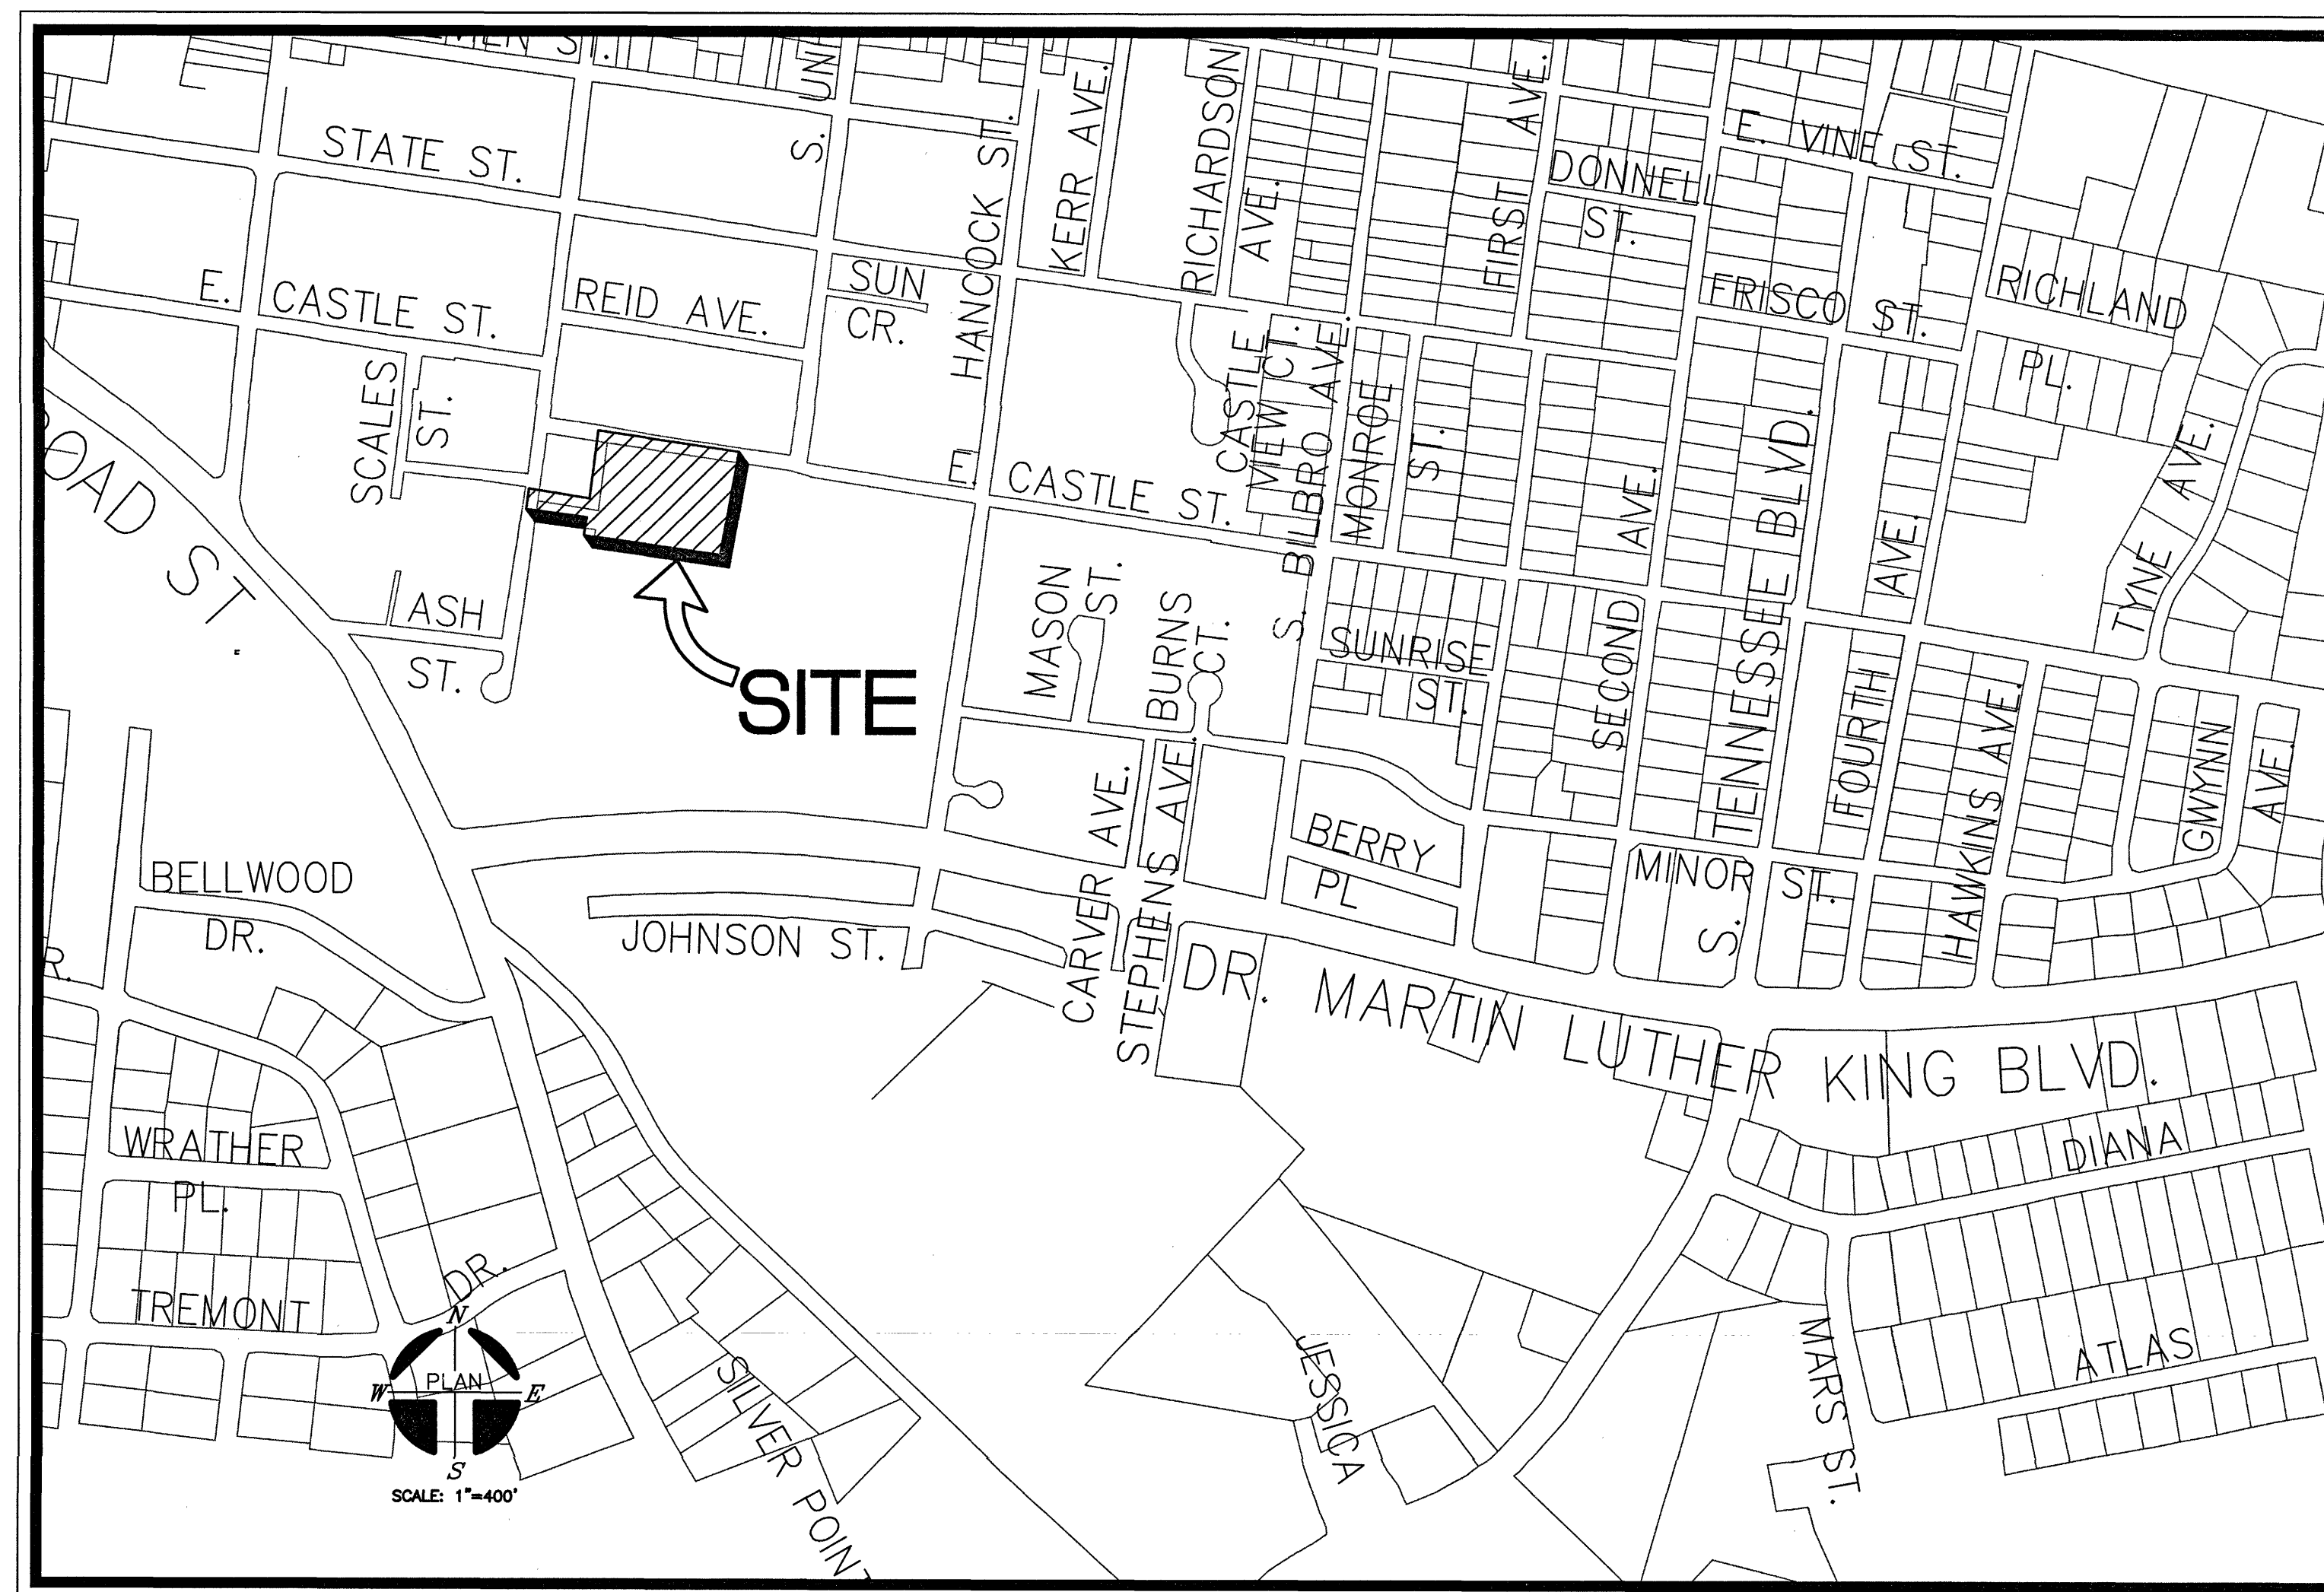 ST.
S.
STATE ST.
HANCOCK ST.
KERR AVE.
RICHARDSON
AVE.
FIRST AVE.
DONNELL
ST.
E. VINE ST.
E. CASTLE ST.
REID AVE.
SUN
CR.
FRISCO ST.
RICHLAND
PL.
SCALES
ST.
E. CASTLE ST.
CASTLE
VIEW CT.
S. BILBRO AVE.
MONROE
ST.
SECOND AVE.
S. TENNESSEE BLVD.
FOURTH AVE.
TYNE AVE.
ST
ASH
ST.
SITE
MASON
ST.
BURNS
CT.
SUNRISE
ST.
HAWKINS AVE.
GWYNN
AVE.
BELLWOOD
DR.
JOHNSON ST.
CARVER AVE.
STEPHENS AVE.
BERRY
PL
MINOR ST.
DR. MARTIN LUTHER KING BLVD.
WRATHER
PL.
DIANA
TREMONT
DR.
N
W PLAN E
S
SCALE: 1"=400'
SILVER POINT
JESSICA
MARS ST.
ATLAS